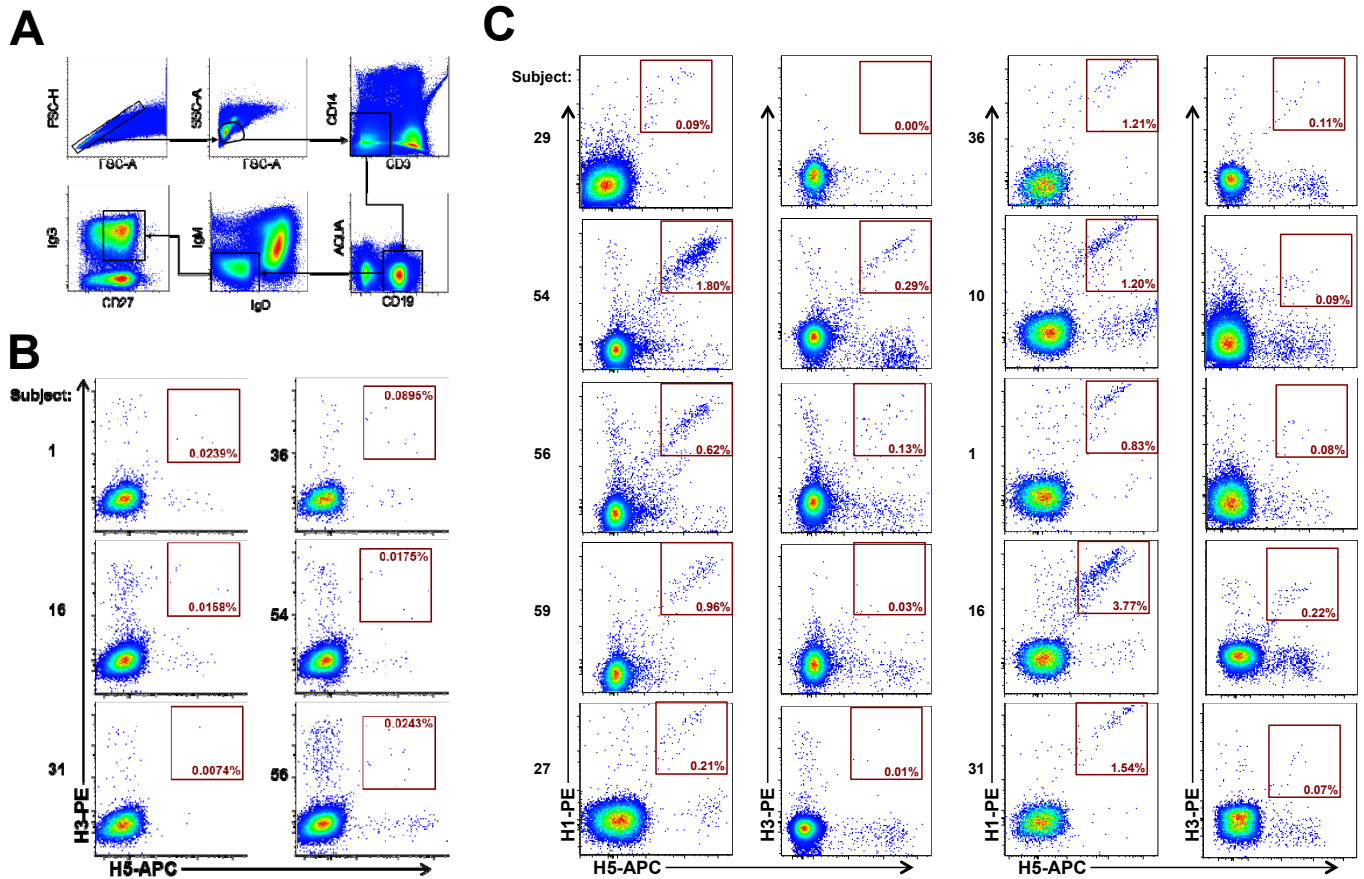 A
FSC-H
FSC-A
SSC-A
FSC-A
CD14
CD3
IgG
CD27
IgM
IgD
AQUA
CD19
B
Subject:
1
0.0239%
36
0.0895%
16
0.0158%
54
0.0175%
31
0.0074%
56
0.0243%
H3-PE
H5-APC
C
Subject:
29
0.09%
0.00%
36
1.21%
0.11%
54
1.80%
0.29%
10
1.20%
0.09%
56
0.62%
0.13%
1
0.83%
0.08%
59
0.96%
0.03%
16
3.77%
0.22%
27
0.21%
0.01%
31
1.54%
0.07%
H1-PE
H3-PE
H1-PE
H3-PE
H5-APC
H5-APC